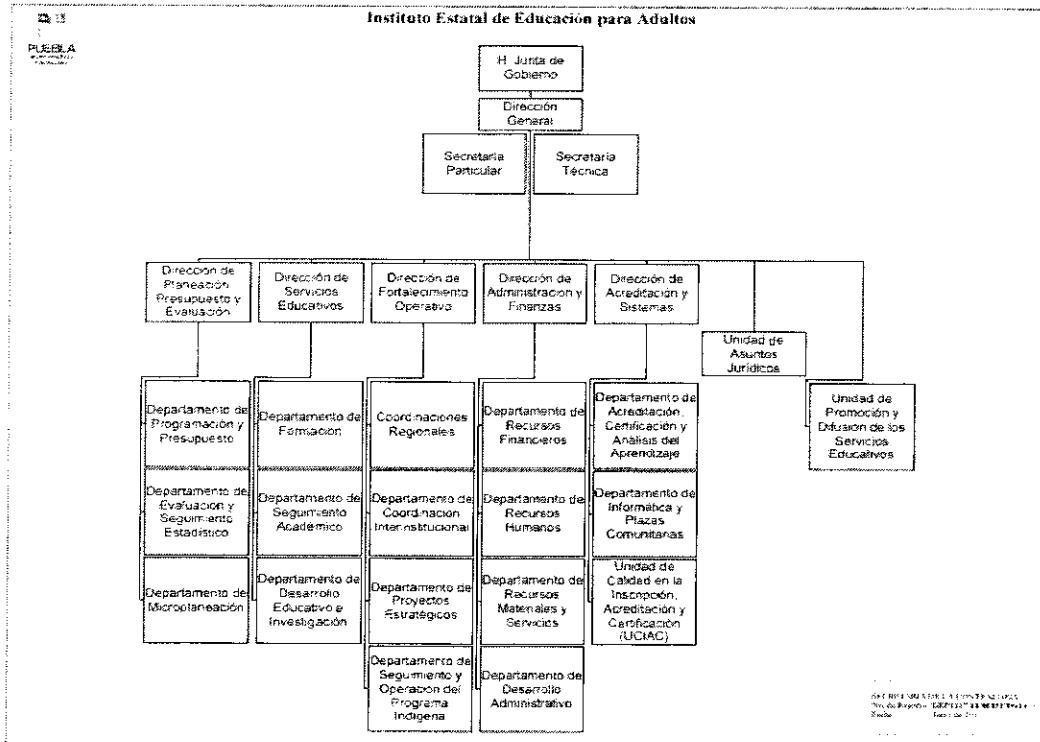 Instituto Estatal de Educación para Adultos
PUEBLA
H. Junta de
Gobierno
Dirección
General
Secretaría
Particular
Secretaría
Técnica
Dirección de
Planeación
Presupuesto y
Evaluación
Dirección de
Servicios
Educativos
Dirección de
Fortalecimiento
Operativo
Dirección de
Administración y
Finanzas
Dirección de
Acreditación y
Sistemas
Unidad de
Asuntos
Jurídicos
Unidad de
Promoción y
Difusión de los
Servicios
Educativos
Departamento de
Programación y
Presupuesto
Departamento de
Formación
Coordinaciones
Regionales
Departamento de
Recursos
Financieros
Departamento de
Acreditación,
Certificación y
Análisis del
Aprendizaje
Departamento de
Evaluación y
Seguimiento
Estadístico
Departamento de
Seguimiento
Académico
Departamento de
Coordinación
Interinstitucional
Departamento de
Recursos
Humanos
Departamento de
Informática y
Plazas
Comunitarias
Departamento
de Microplaneación
Departamento de
Desarrollo
Educativo e
Investigación
Departamento de
Proyectos
Estratégicos
Departamento de
Recursos
Materiales y
Servicios
Unidad de
Calidad en la
Inscripción,
Acreditación y
Certificación
(UCIAC)
Departamento de
Seguimiento y
Operación del
Programa
Indígena
Departamento de
Desarrollo
Administrativo